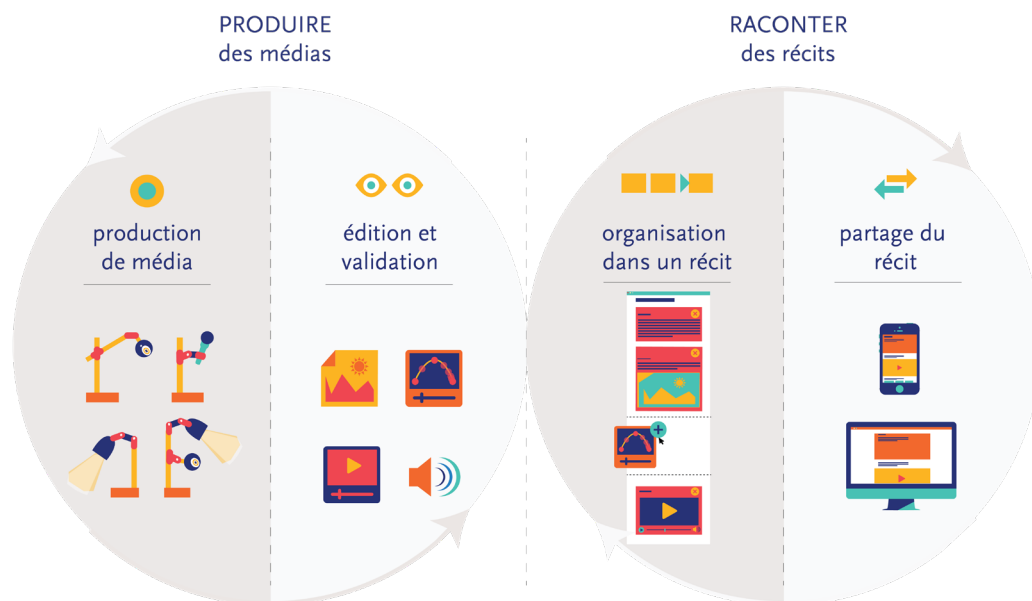 PRODUIRE
des médias
RACONTER
des récits
production
de média
édition et
validation
organisation
dans un récit
partage du
récit